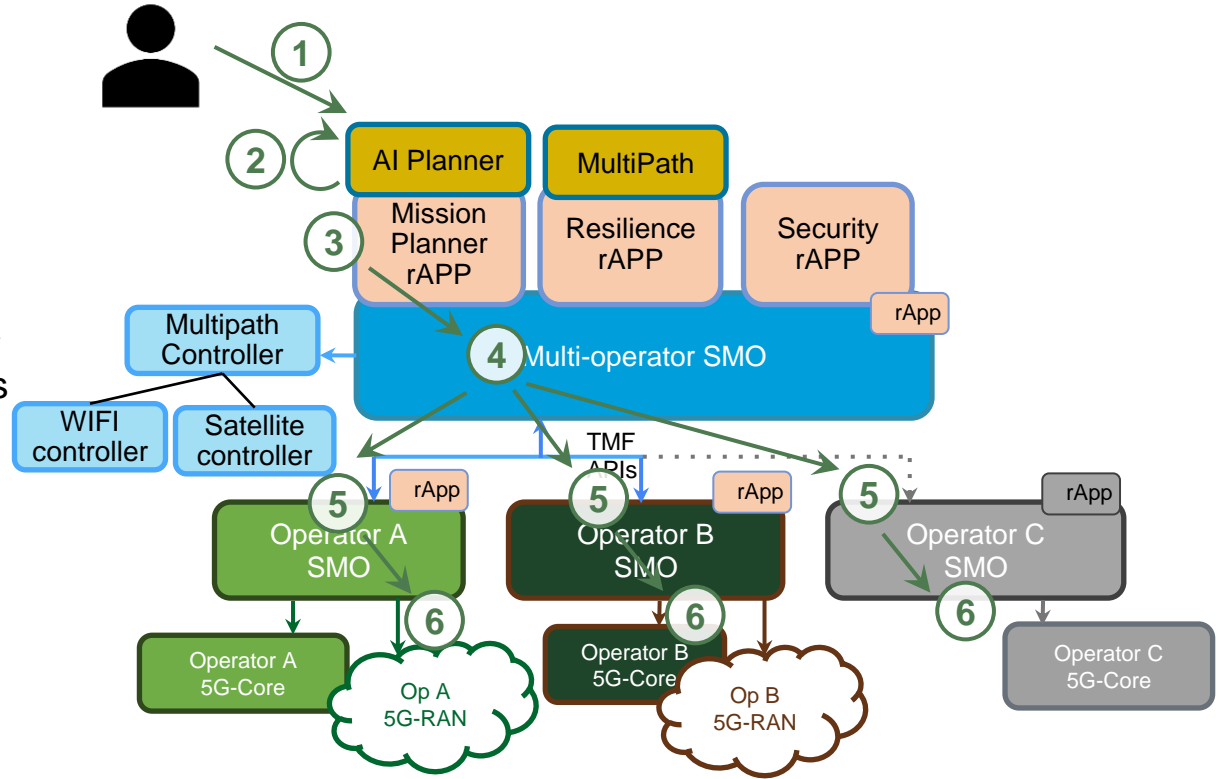 1
2
AI Planner
MultiPath
3
Mission
Planner
rAPP
Resilience
rAPP
Security
rAPP
rApp
Multipath
Controller
4
Multi-operator SMO
s
WIFI
controller
Satellite
controller
TMF
APIs
5
rApp
5
rApp
5
rApp
Operator A
SMO
Operator B
SMO
Operator C
SMO
6
6
6
Operator A
5G-Core
Op A
5G-RAN
Operator B
5G-Core
Op B
5G-RAN
Operator C
5G-Core